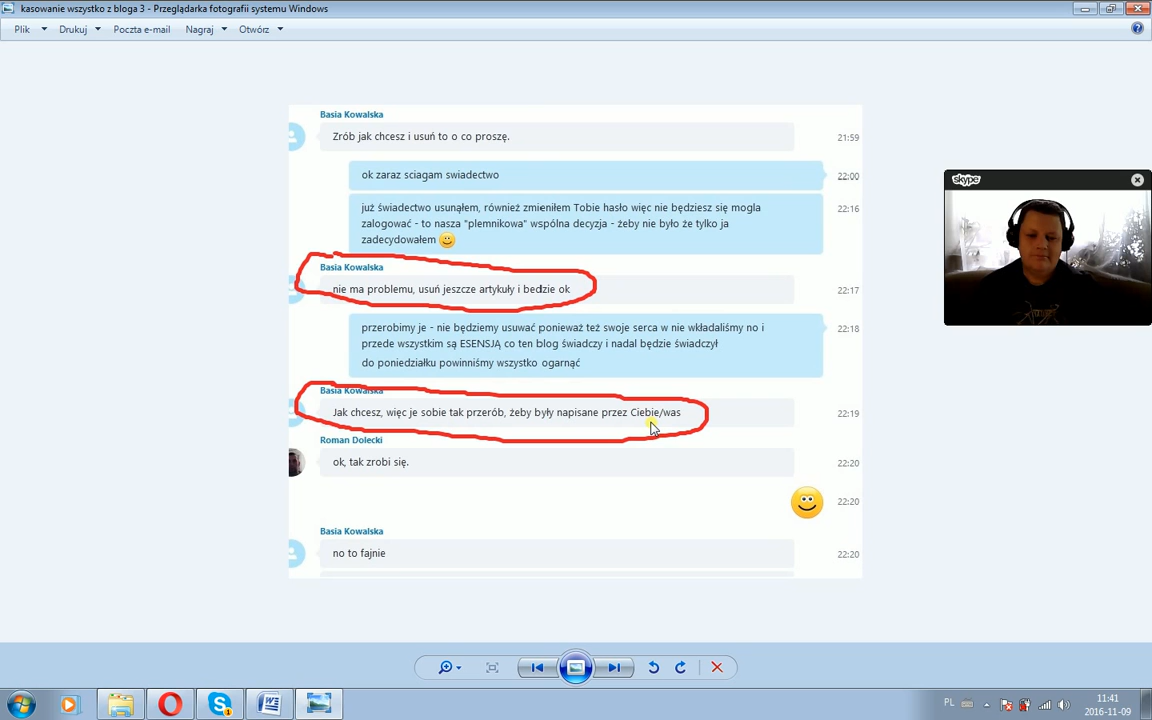 kasowanie wszystko z bloga 3 - Przeglądarka fotografii systemu Windows
Plik Drukuj Poczta e-mail Nagraj Otwórz
Basia Kowalska
Zrób jak chcesz i usuń to o co proszę.
21:59
ok zaraz sciagam swiadectwo
22:00
już świadectwo usunąłem, również zmieniłem Tobie hasło więc nie będziesz się mogla
zalogować - to nasza "plemnikowa" wspólna decyzja - żeby nie było że tylko ja
zadecydowałem
22:16
Basia Kowalska
nie ma problemu, usuń jeszcze artykuły i bedzie ok
22:17
przerobimy je - nie będziemy usuwać ponieważ też swoje serca w nie wkładaliśmy no i
przede wszystkim są ESENSJĄ co ten blog świadczy i nadal będzie świadczył
do poniedziałku powinniśmy wszystko ogarnąć
22:18
Basia Kowalska
Jak chcesz, więc je sobie tak przerób, żeby były napisane przez Ciebie/was
22:19
Roman Dolecki
ok, tak zrobi się.
22:20
22:20
Basia Kowalska
no to fajnie
22:20
skype
PL
11:41
2016-11-09